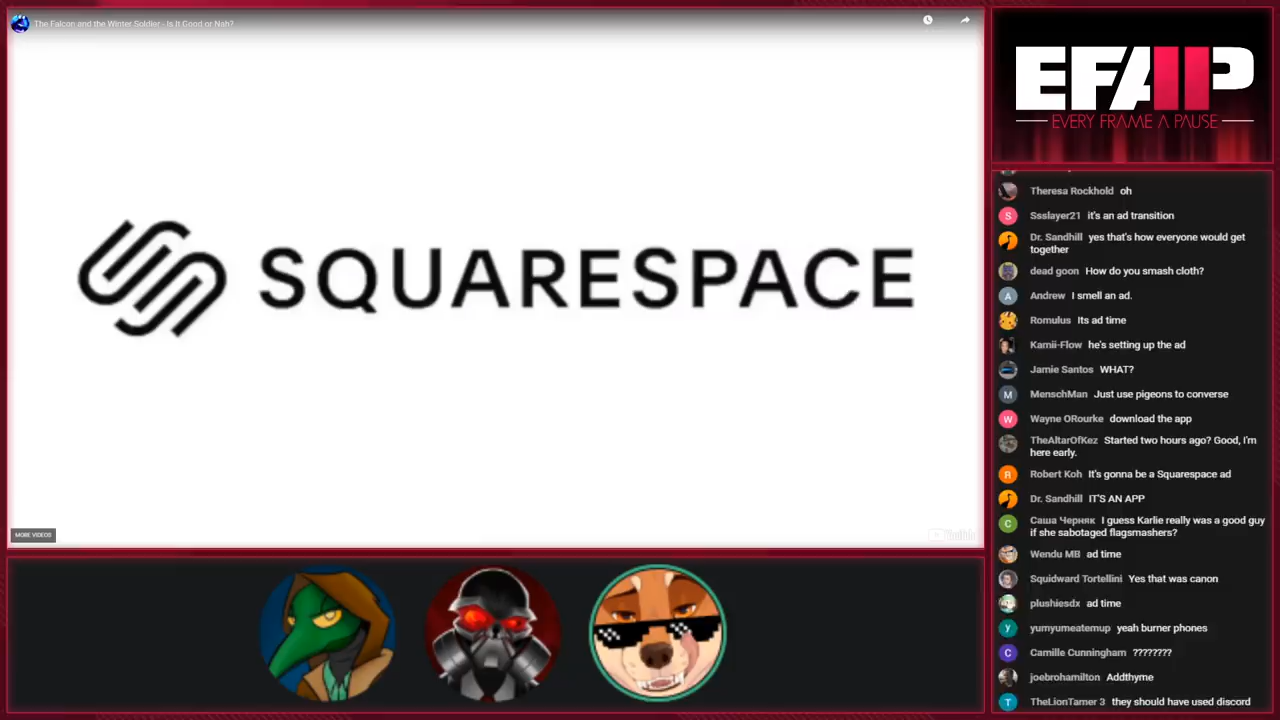 The Falcon and the Winter Soldier - Is It Good or Nah?
SQUARESPACE
MORE VIDEOS
YouTube
EFAP
EVERY FRAME A PAUSE
Theresa Rockhold oh
S Ssslayer21 it's an ad transition
Dr. Sandhill yes that's how everyone would get
together
dead goon How do you smash cloth?
A Andrew I smell an ad.
Romulus Its ad time
Kamii-Flow he's setting up the ad
Jamie Santos WHAT?
M MenschMan Just use pigeons to converse
W Wayne ORourke download the app
TheAltarOfKez Started two hours ago? Good, I'm
here early.
R Robert Koh It's gonna be a Squarespace ad
Dr. Sandhill IT'S AN APP
C Саша Черняк I guess Karlie really was a good guy
if she sabotaged flagsmashers?
Wendu MB ad time
Squidward Tortellini Yes that was canon
plushiesdx ad time
y yumyumeatemup yeah burner phones
C Camille Cunningham ????????
joebrohamilton Addthyme
T TheLionTamer 3 they should have used discord